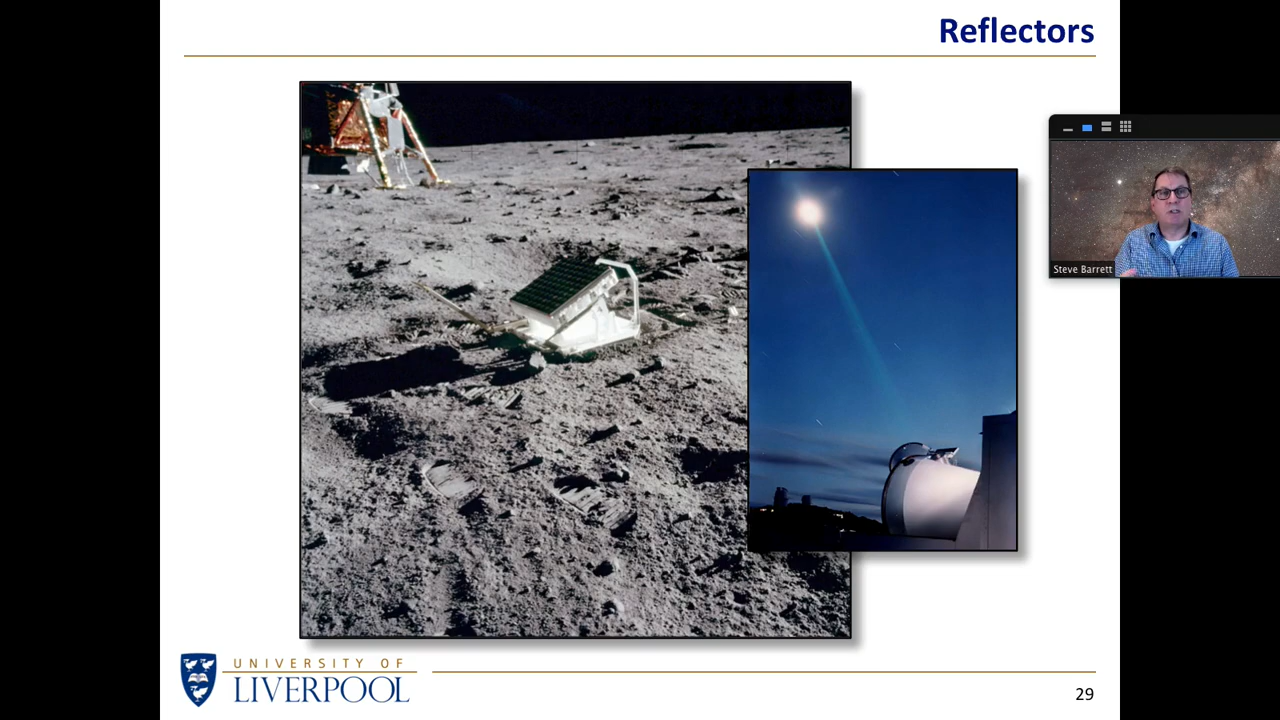 Reflectors
Steve Barrett
UNIVERSITY OF
LIVERPOOL
29